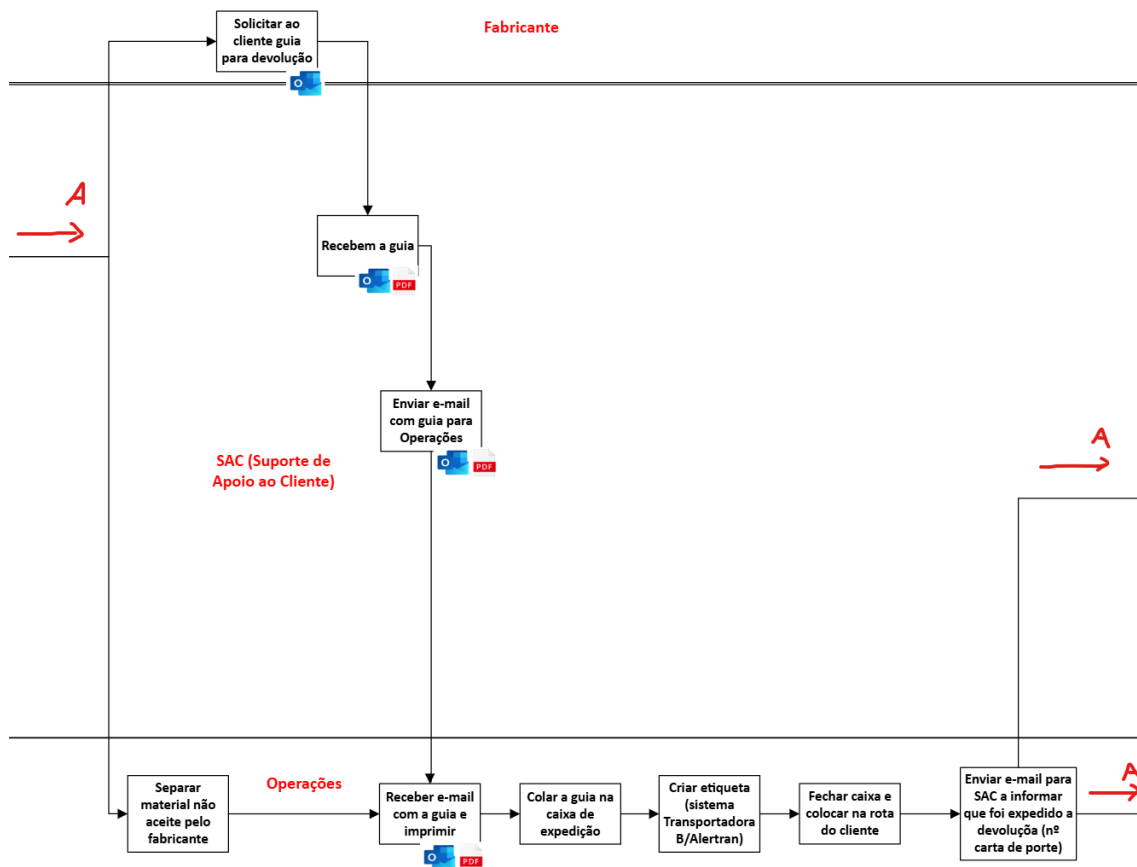 Solicitar ao
cliente guia
para devolução
Fabricante
O
A
Recebem a guia
O
PDF
Enviar e-mail
com guia para
Operações
O
PDF
SAC (Suporte de
Apoio ao Cliente)
A
Operações
Separar
material não
aceite pelo
fabricante
Receber e-mail
com a guia e
imprimir
O
PDF
Colar a guia na
caixa de
expedição
Criar etiqueta
(sistema
Transportadora
B/Alertran)
Fechar caixa e
colocar na rota
do cliente
Enviar e-mail para
SAC a informar
que foi expedido a
devoluçõa (nº
carta de porte)
A